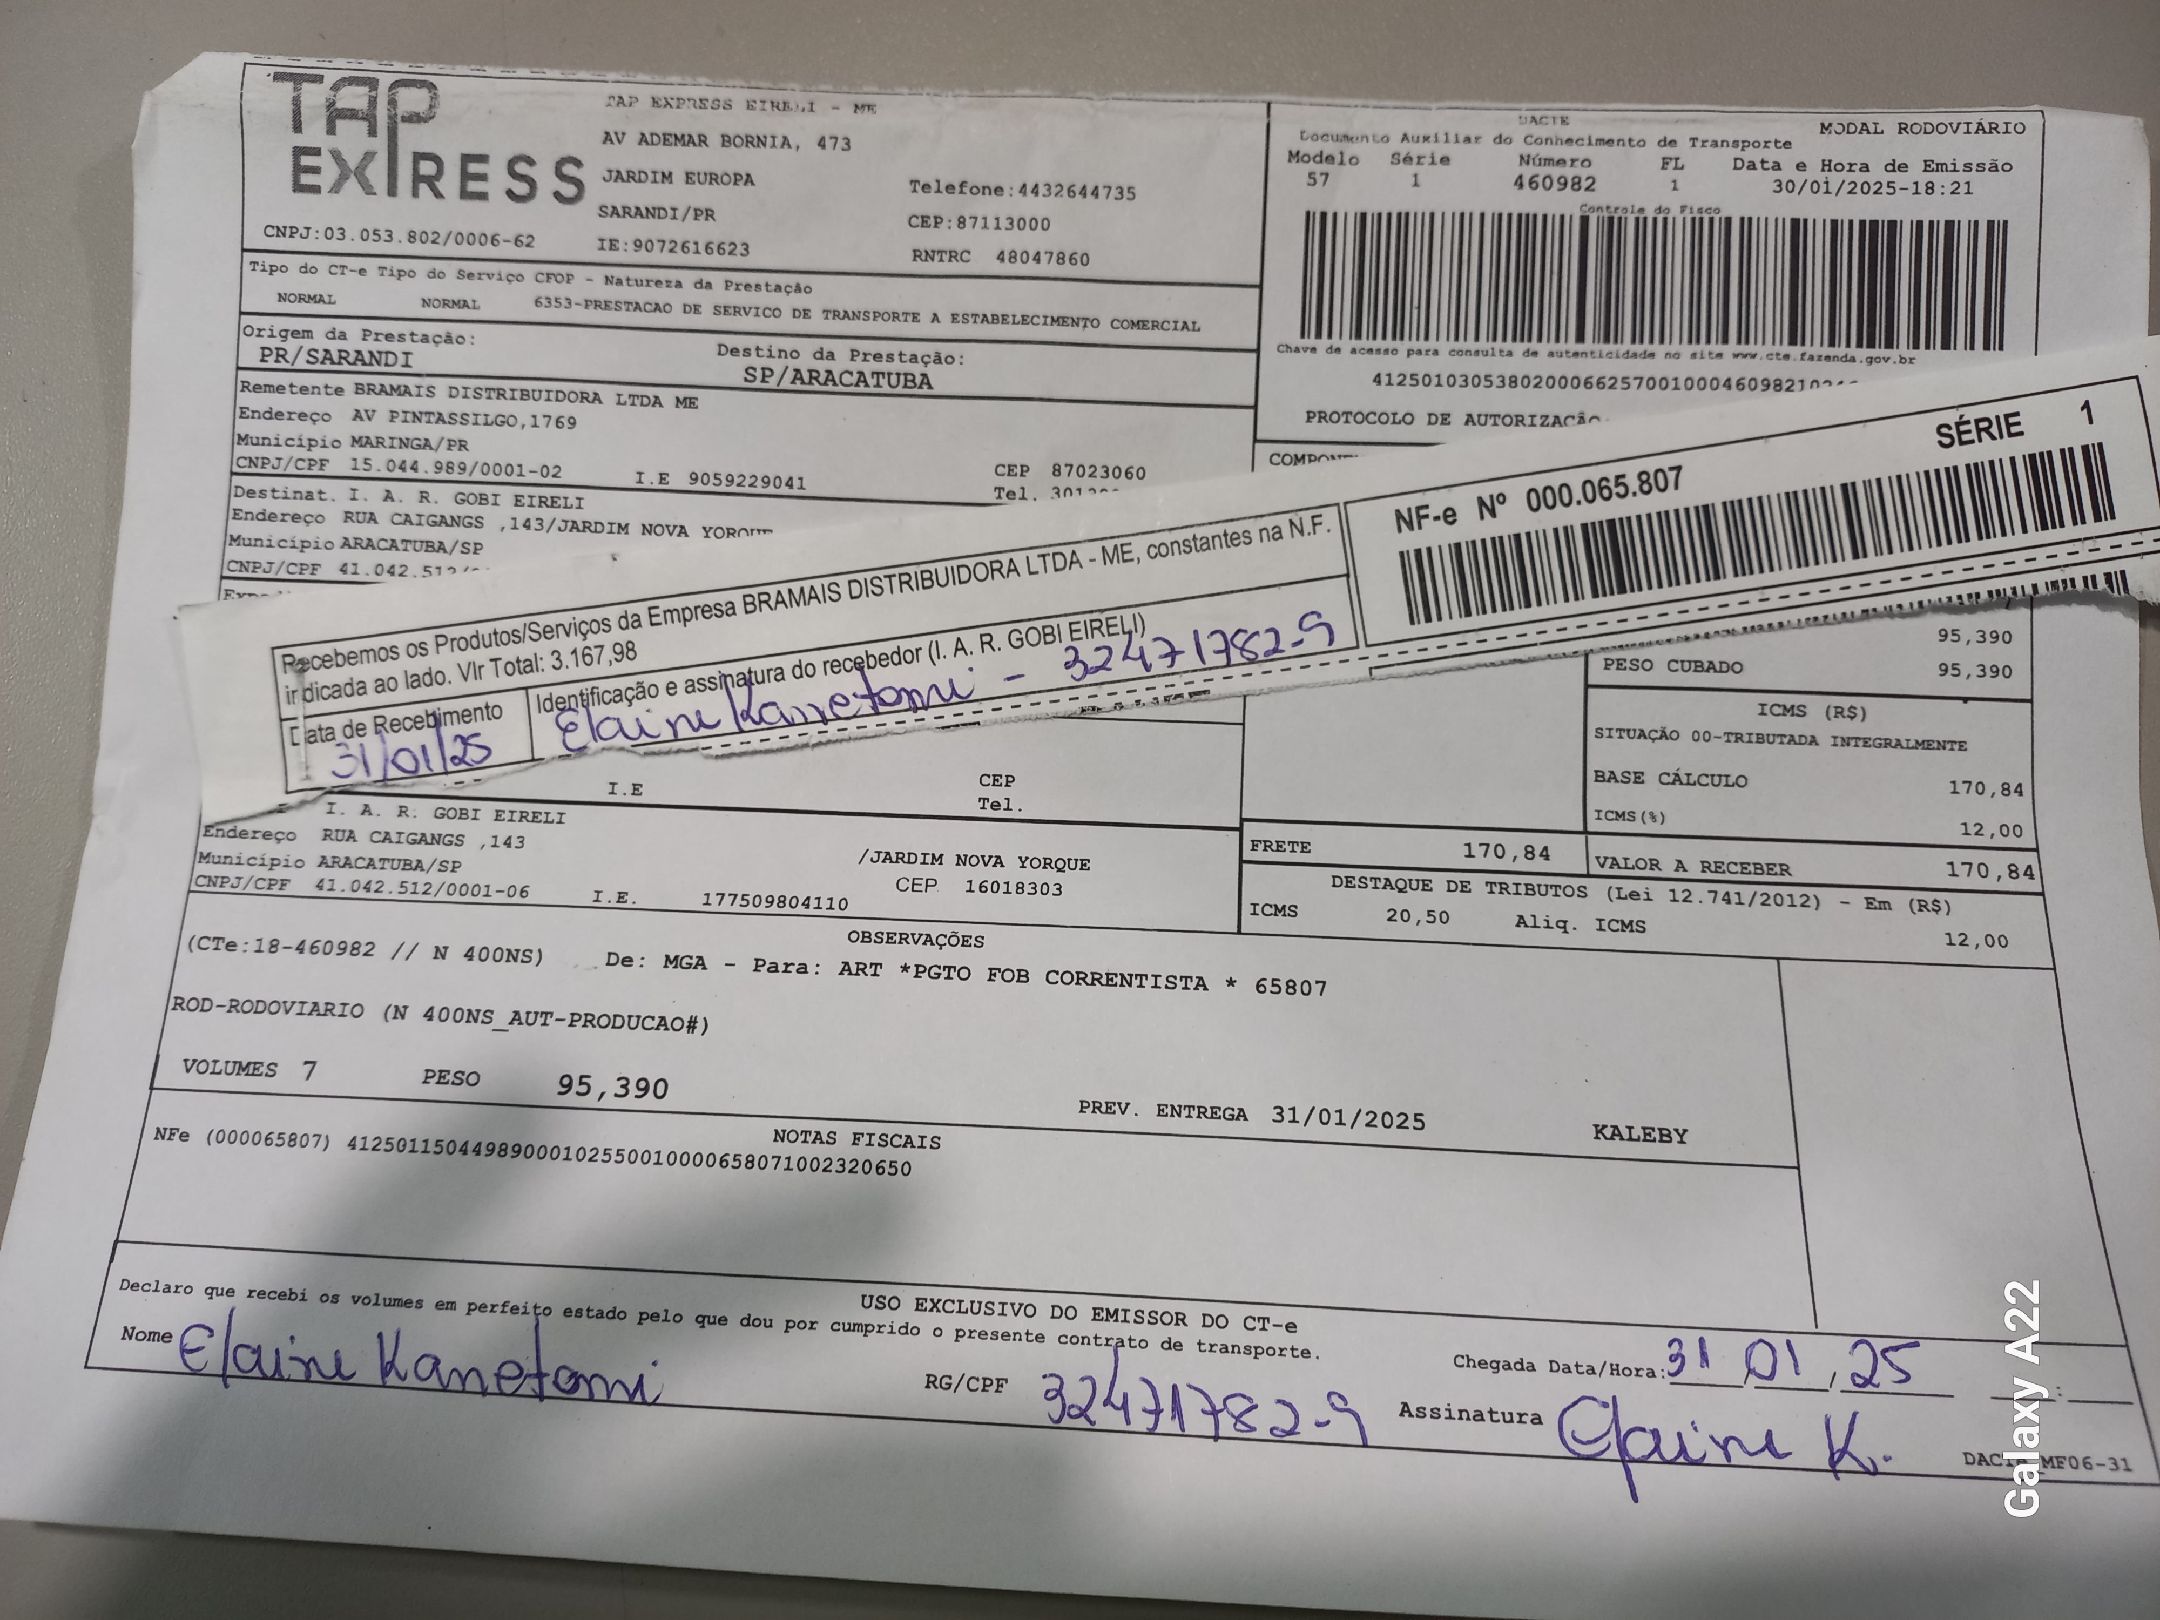 TAP EXPRESS
TAP EXPRESS EIRELI - ME
AV ADEMAR BORNIA, 473
JARDIM EUROPA
SARANDI/PR
Telefone:4432644735
CEP:87113000
CNPJ:03.053.802/0006-62
IE:9072616623
RNTRC 48047860
DACTE
MODAL RODOVIÁRIO
Documento Auxiliar do Conhecimento de Transporte
Modelo Série Número FL Data e Hora de Emissão
57 1 460982 1 30/01/2025-18:21
Controle do Fisco
Chave de acesso para consulta de autenticidade no site www.cte.fazenda.gov.br
PROTOCOLO DE
Tipo do CT-e Tipo do Serviço CFOP - Natureza da Prestação
NORMAL NORMAL 6353-PRESTACAO DE SERVICO DE TRANSPORTE A ESTABELECIMENTO COMERCIAL
Origem da Prestação:
PR/SARANDI
Destino da Prestação:
SP/ARACATUBA
Remetente BRAMAIS DISTRIBUIDORA LTDA ME
Endereço AV PINTASSILGO,1769
Município MARINGA/PR
CNPJ/CPF 15.044.989/0001-02 I.E 9059229041 CEP 87023060
Tel.
Destinat. I. A. R. GOBI EIRELI
Endereço RUA CAIGANGS ,143/JARDIM NOVA YORQUE
Município ARACATUBA/SP
CNPJ/CPF
Recebemos os Produtos/Serviços da Empresa BRAMAIS DISTRIBUIDORA LTDA - ME, constantes na N.F.
indicada ao lado. Vlr Total: 3.167,98
Data de Recebimento
31/01/25
Identificação e assinatura do recebedor (I. A. R. GOBI EIRELI)
Elaine Kanetomi - 32471782-9
NF-e Nº 000.065.807
SÉRIE 1
95,390
PESO CUBADO 95,390
ICMS (R$)
SITUAÇÃO 00-TRIBUTADA INTEGRALMENTE
BASE CÁLCULO 170,84
ICMS(%) 12,00
I.E
CEP
Tel.
I. A. R. GOBI EIRELI
Endereço RUA CAIGANGS ,143 /JARDIM NOVA YORQUE
Município ARACATUBA/SP CEP. 16018303
CNPJ/CPF 41.042.512/0001-06 I.E. 177509804110
FRETE 170,84 VALOR A RECEBER 170,84
DESTAQUE DE TRIBUTOS (Lei 12.741/2012) - Em (R$)
ICMS 20,50 Aliq. ICMS 12,00
OBSERVAÇÕES
(CTe:18-460982 // N 400NS) De: MGA - Para: ART *PGTO FOB CORRENTISTA * 65807
ROD-RODOVIARIO (N 400NS_AUT-PRODUCAO#)
VOLUMES 7 PESO 95,390
PREV. ENTREGA 31/01/2025 KALEBY
NOTAS FISCAIS
NFe (000065807) 41250115044989000102550010000658071002320650
USO EXCLUSIVO DO EMISSOR DO CT-e
Declaro que recebi os volumes em perfeito estado pelo que dou por cumprido o presente contrato de transporte.
Nome Elaine Kanetomi
RG/CPF 32471782-9
Chegada Data/Hora: 31 01 / 25 :
Assinatura Elaine K.
DACTE_MF06-31
Galaxy A22